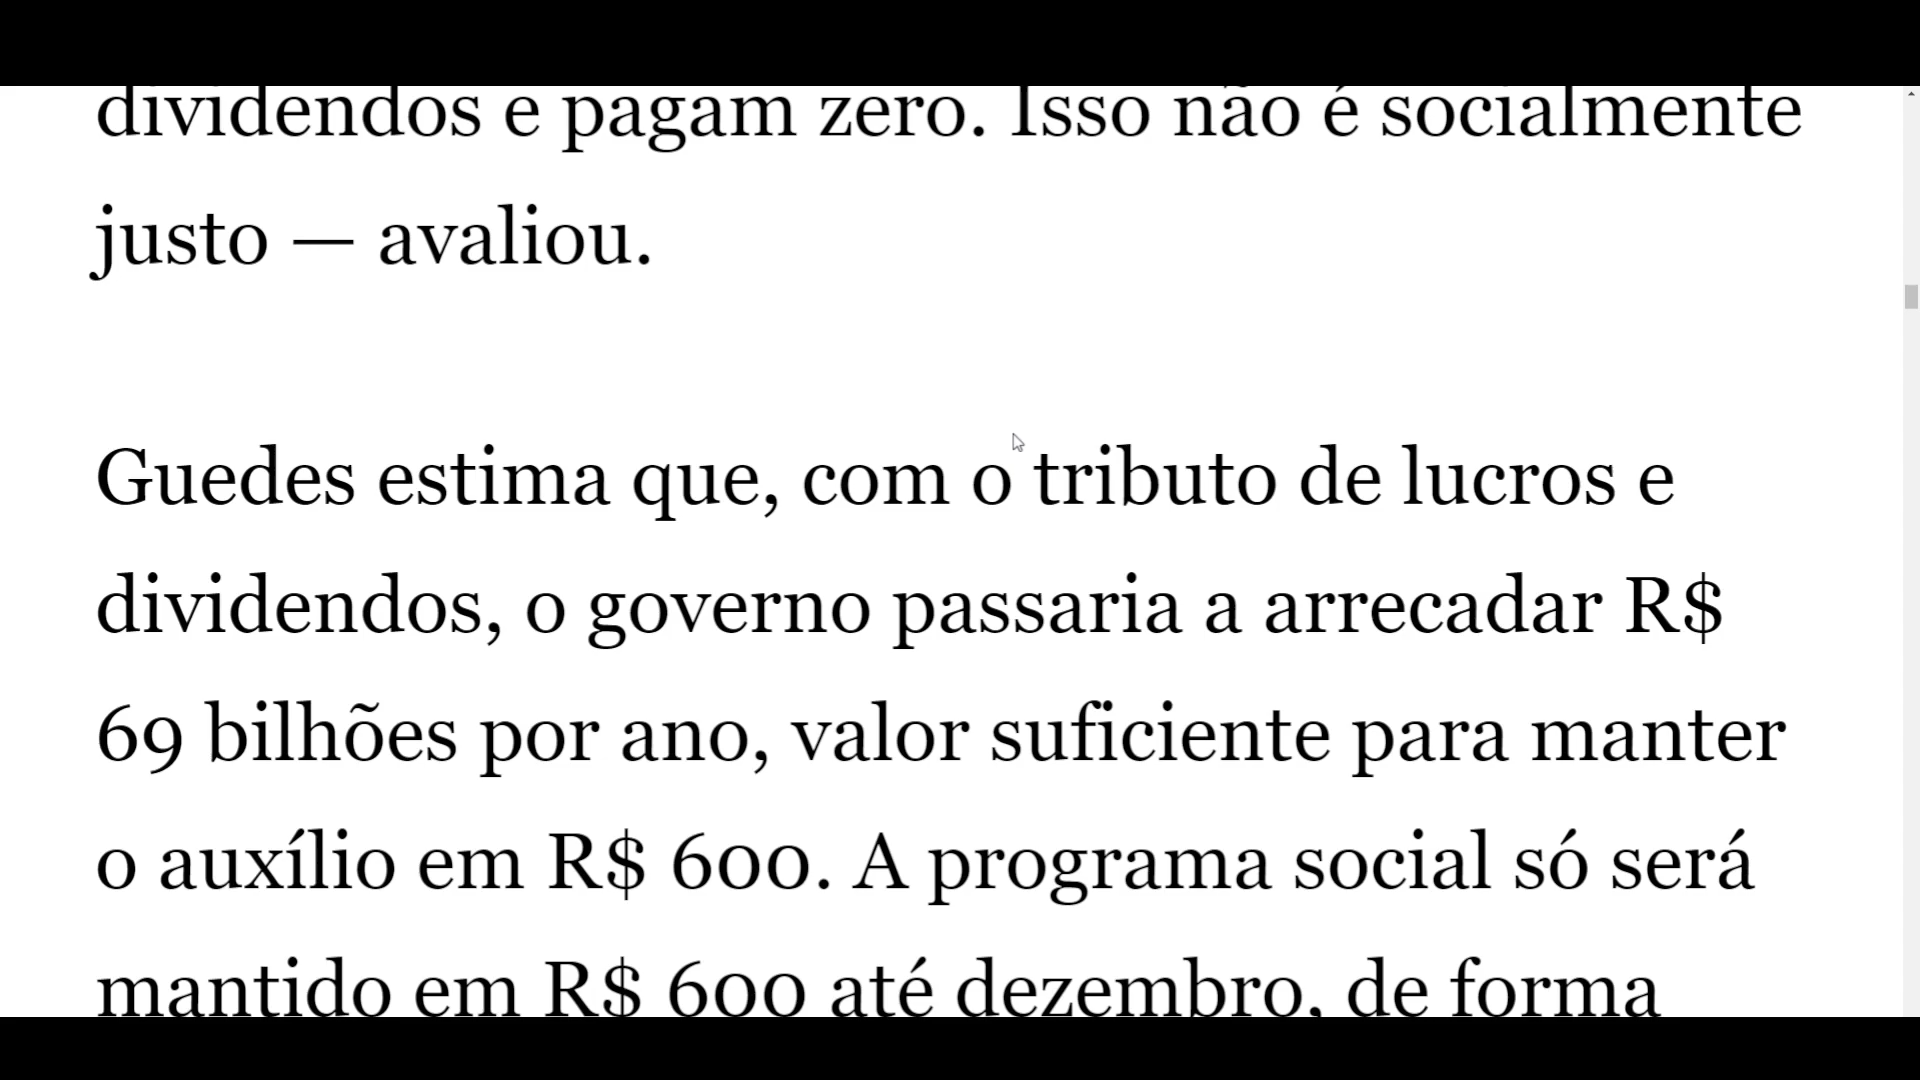 dividendos e pagam zero. Isso não é socialmente
justo — avaliou.
Guedes estima que, com o tributo de lucros e
dividendos, o governo passaria a arrecadar R$
69 bilhões por ano, valor suficiente para manter
o auxílio em R$ 600. A programa social só será
mantido em R$ 600 até dezembro, de forma